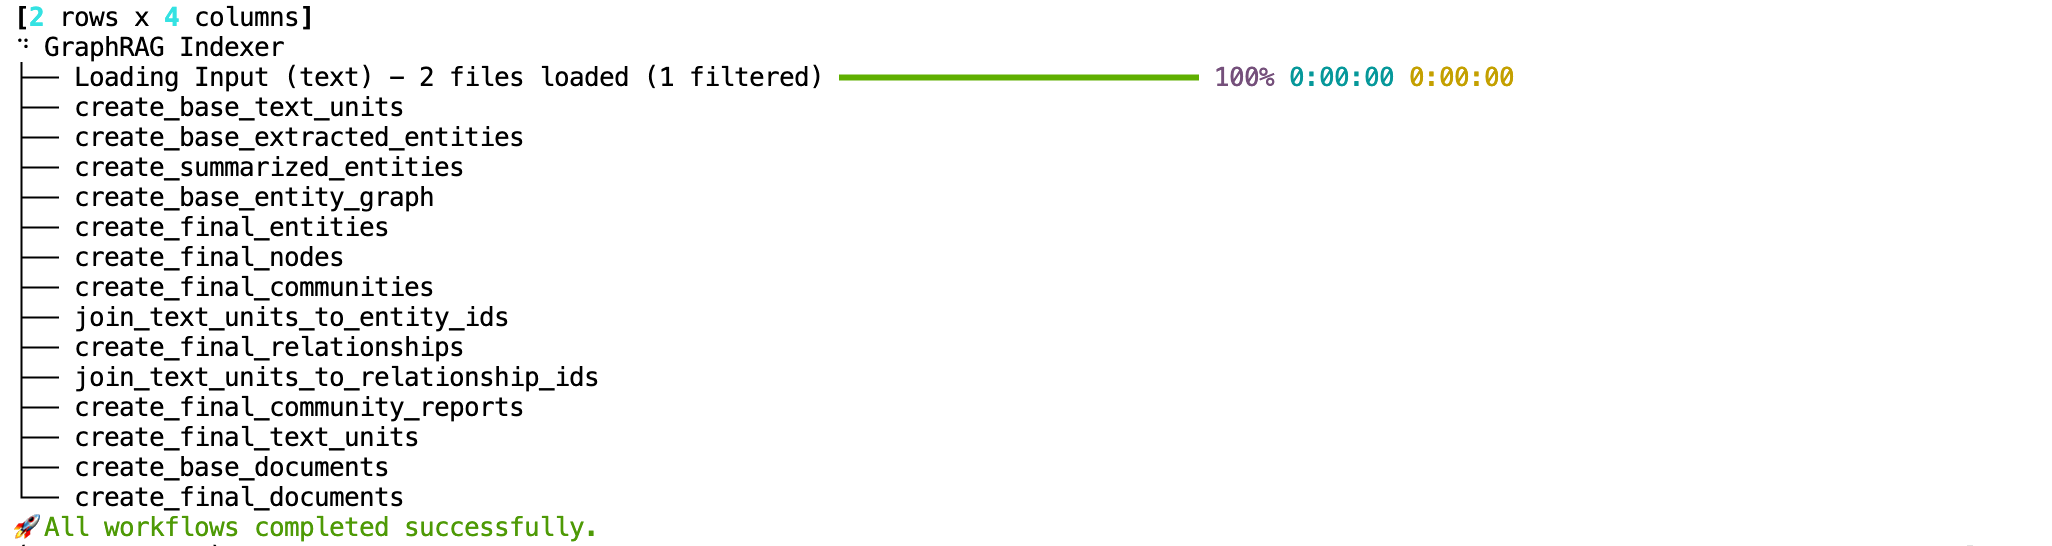 [2 rows x 4 columns]
GraphRAG Indexer
├── Loading Input (text) - 2 files loaded (1 filtered) ━━━━━━━━━━━━━━━━━━━━━━━━ 100% 0:00:00 0:00:00
├── create_base_text_units
├── create_base_extracted_entities
├── create_summarized_entities
├── create_base_entity_graph
├── create_final_entities
├── create_final_nodes
├── create_final_communities
├── join_text_units_to_entity_ids
├── create_final_relationships
├── join_text_units_to_relationship_ids
├── create_final_community_reports
├── create_final_text_units
├── create_base_documents
└── create_final_documents
🚀All workflows completed successfully.